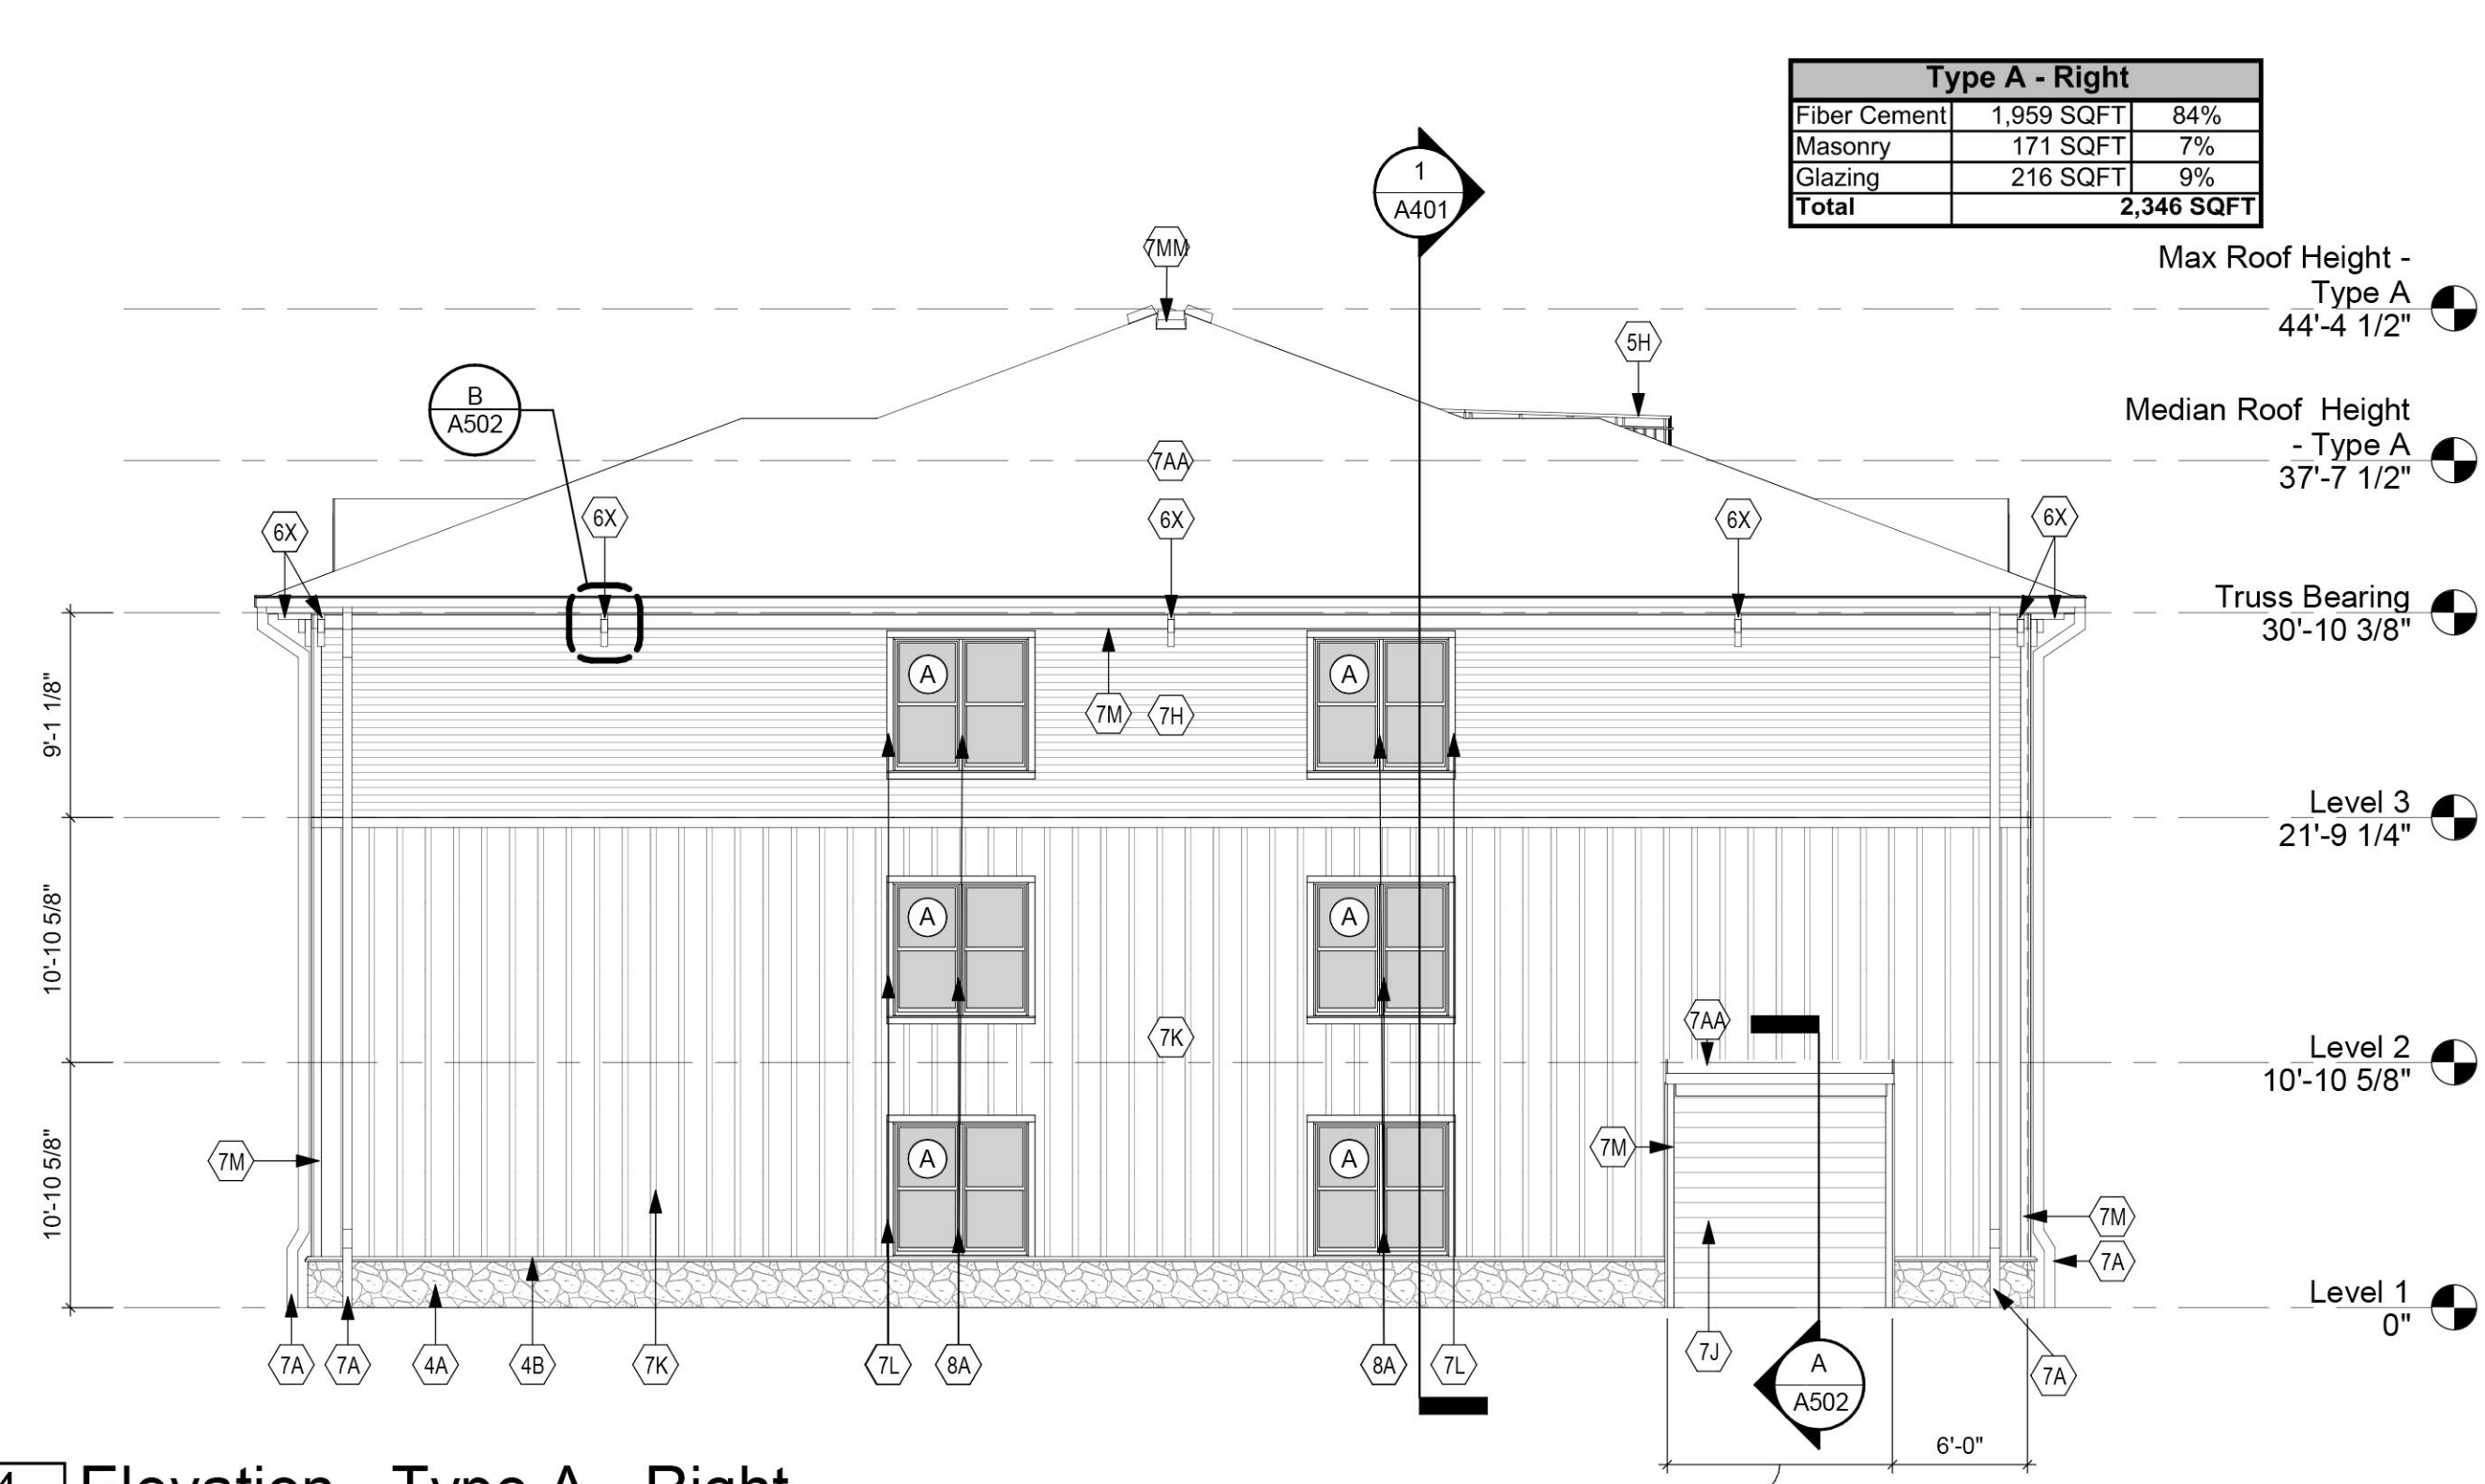 Type A - Right
Fiber Cement 1,959 SQFT 84%
Masonry 171 SQFT 7%
Glazing 216 SQFT 9%
Total 2,346 SQFT
1
A401
7MM
Max Roof Height -
Type A
44'-4 1/2"
5H
B
A502
Median Roof Height
- Type A
37'-7 1/2"
7AA
6X 6X 6X 6X 6X
Truss Bearing
30'-10 3/8"
9'-1 1/8"
A A
7M 7H
Level 3
21'-9 1/4"
10'-10 5/8"
A A
7K
7AA
Level 2
10'-10 5/8"
10'-10 5/8"
7M
A A
7M
7M
7A
Level 1
0"
7A 7A 4A 4B 7K 7L 8A 8A 7L 7J 7A
A
A502
6'-0"
Elevation - Type A - Right